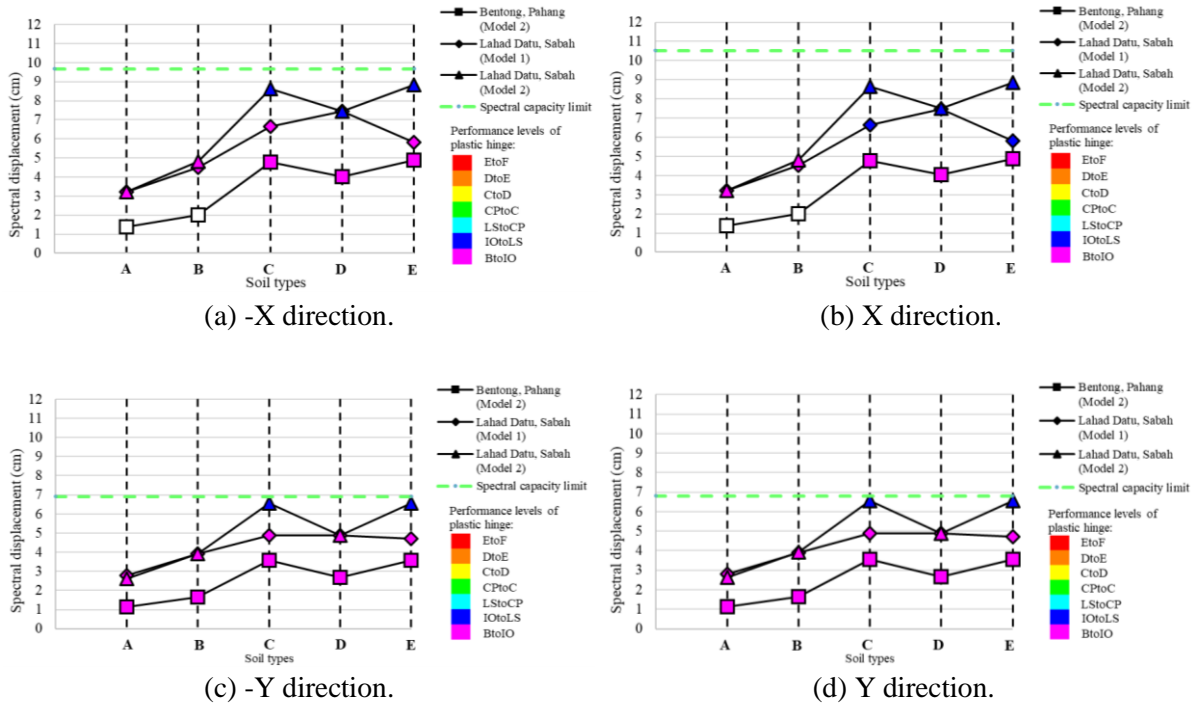 12
11
10
9
8
7
6
5
4
3
2
1
0
Spectral displacement (cm)
A B C D E
Soil types
Bentong, Pahang
(Model 2)
Lahad Datu, Sabah
(Model 1)
Lahad Datu, Sabah
(Model 2)
Spectral capacity limit
Performance levels of
plastic hinge:
EtoF
DtoE
CtoD
CPtoC
LStoCP
IOtoLS
BtoIO
(a) -X direction.
12
11
10
9
8
7
6
5
4
3
2
1
0
Spectral displacement (cm)
A B C D E
Soil types
Bentong, Pahang
(Model 2)
Lahad Datu, Sabah
(Model 1)
Lahad Datu, Sabah
(Model 2)
Spectral capacity limit
Performance levels of
plastic hinge:
EtoF
DtoE
CtoD
CPtoC
LStoCP
IOtoLS
BtoIO
(b) X direction.
12
11
10
9
8
7
6
5
4
3
2
1
0
Spectral displacement (cm)
A B C D E
Soil types
Bentong, Pahang
(Model 2)
Lahad Datu, Sabah
(Model 1)
Lahad Datu, Sabah
(Model 2)
Spectral capacity limit
Performance levels of
plastic hinge:
EtoF
DtoE
CtoD
CPtoC
LStoCP
IOtoLS
BtoIO
(c) -Y direction.
12
11
10
9
8
7
6
5
4
3
2
1
0
Spectral displacement (cm)
A B C D E
Soil types
Bentong, Pahang
(Model 2)
Lahad Datu, Sabah
(Model 1)
Lahad Datu, Sabah
(Model 2)
Spectral capacity limit
Performance levels of
plastic hinge:
EtoF
DtoE
CtoD
CPtoC
LStoCP
IOtoLS
BtoIO
(d) Y direction.